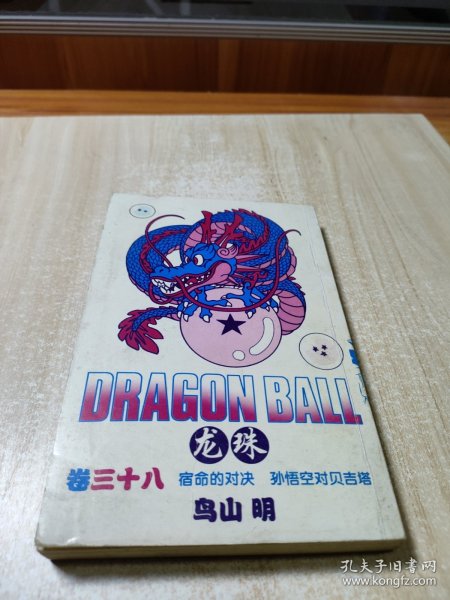 DRAGON BALL
龙珠
卷三十八 宿命的对决 孙悟空对贝吉塔
鸟山明
孔夫子旧书网
www.kongfz.com